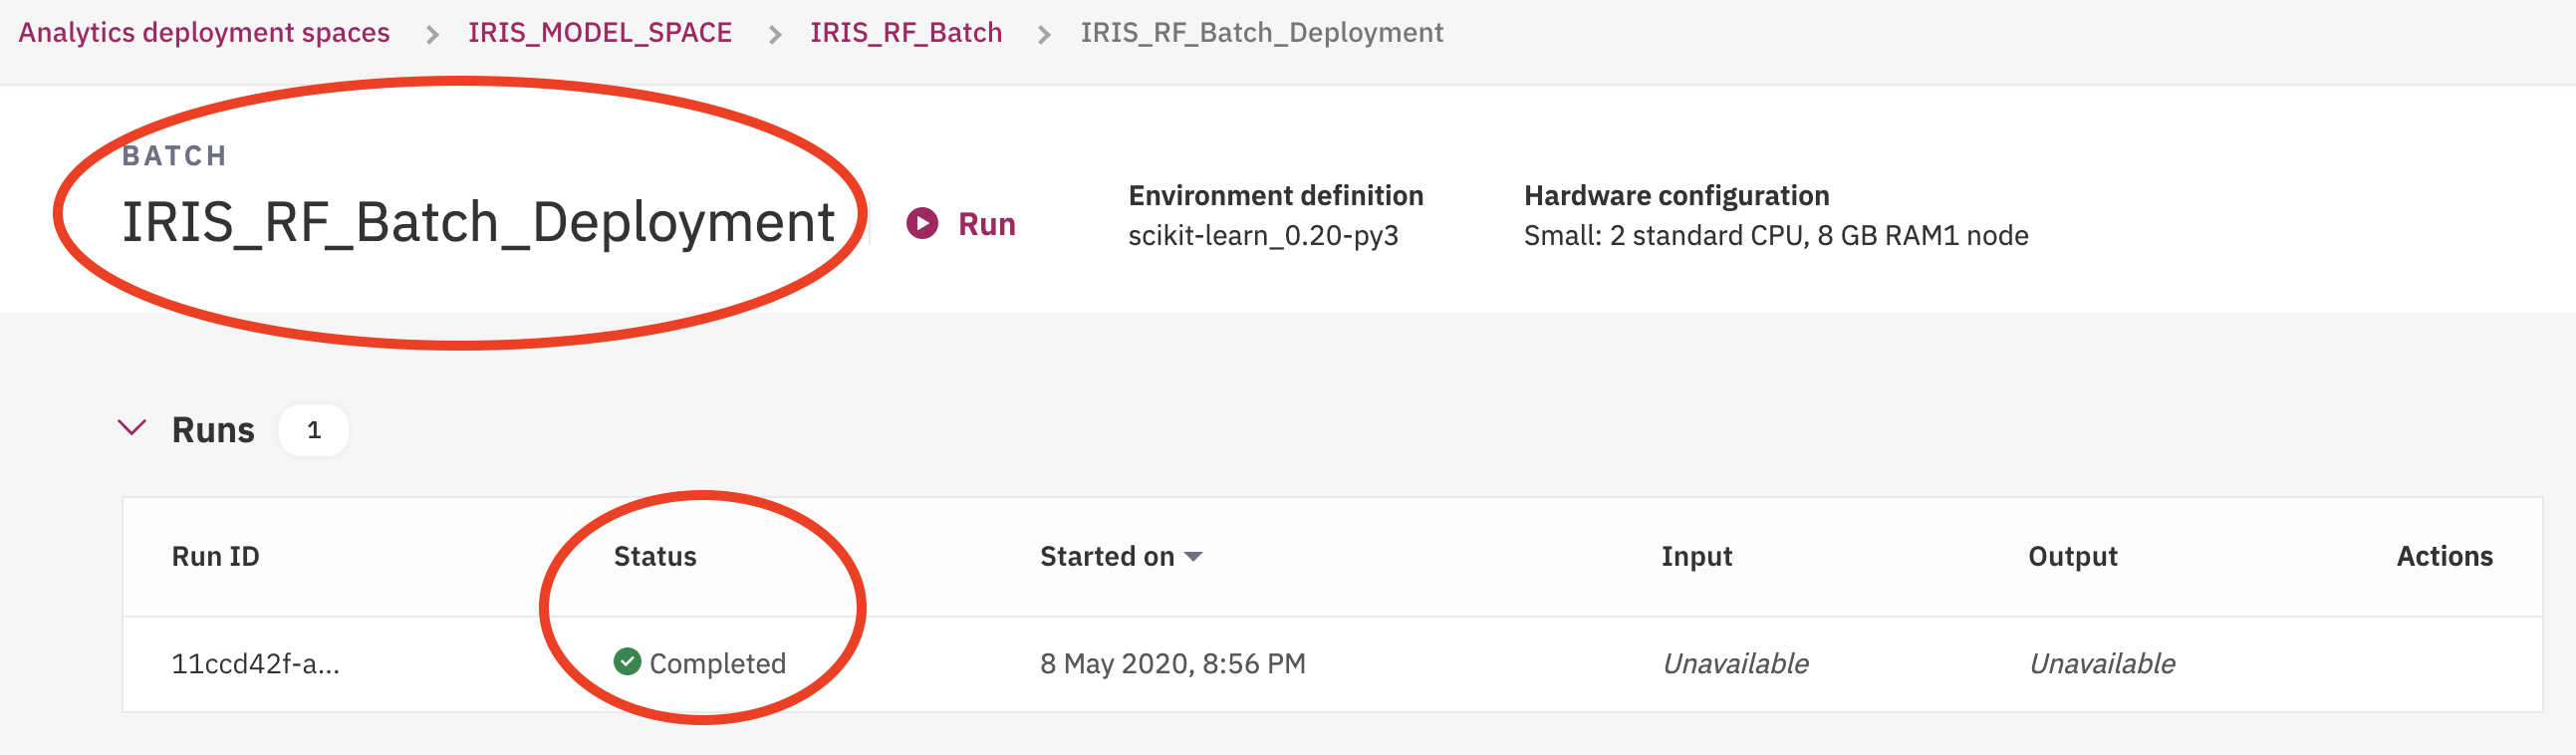 Analytics deployment spaces > IRIS_MODEL_SPACE > IRIS_RF_Batch > IRIS_RF_Batch_Deployment
BATCH
IRIS_RF_Batch_Deployment
Run
Environment definition
scikit-learn_0.20-py3
Hardware configuration
Small: 2 standard CPU, 8 GB RAM1 node
Runs 1
Run ID Status Started on Input Output Actions
11ccd42f-a... Completed 8 May 2020, 8:56 PM Unavailable Unavailable